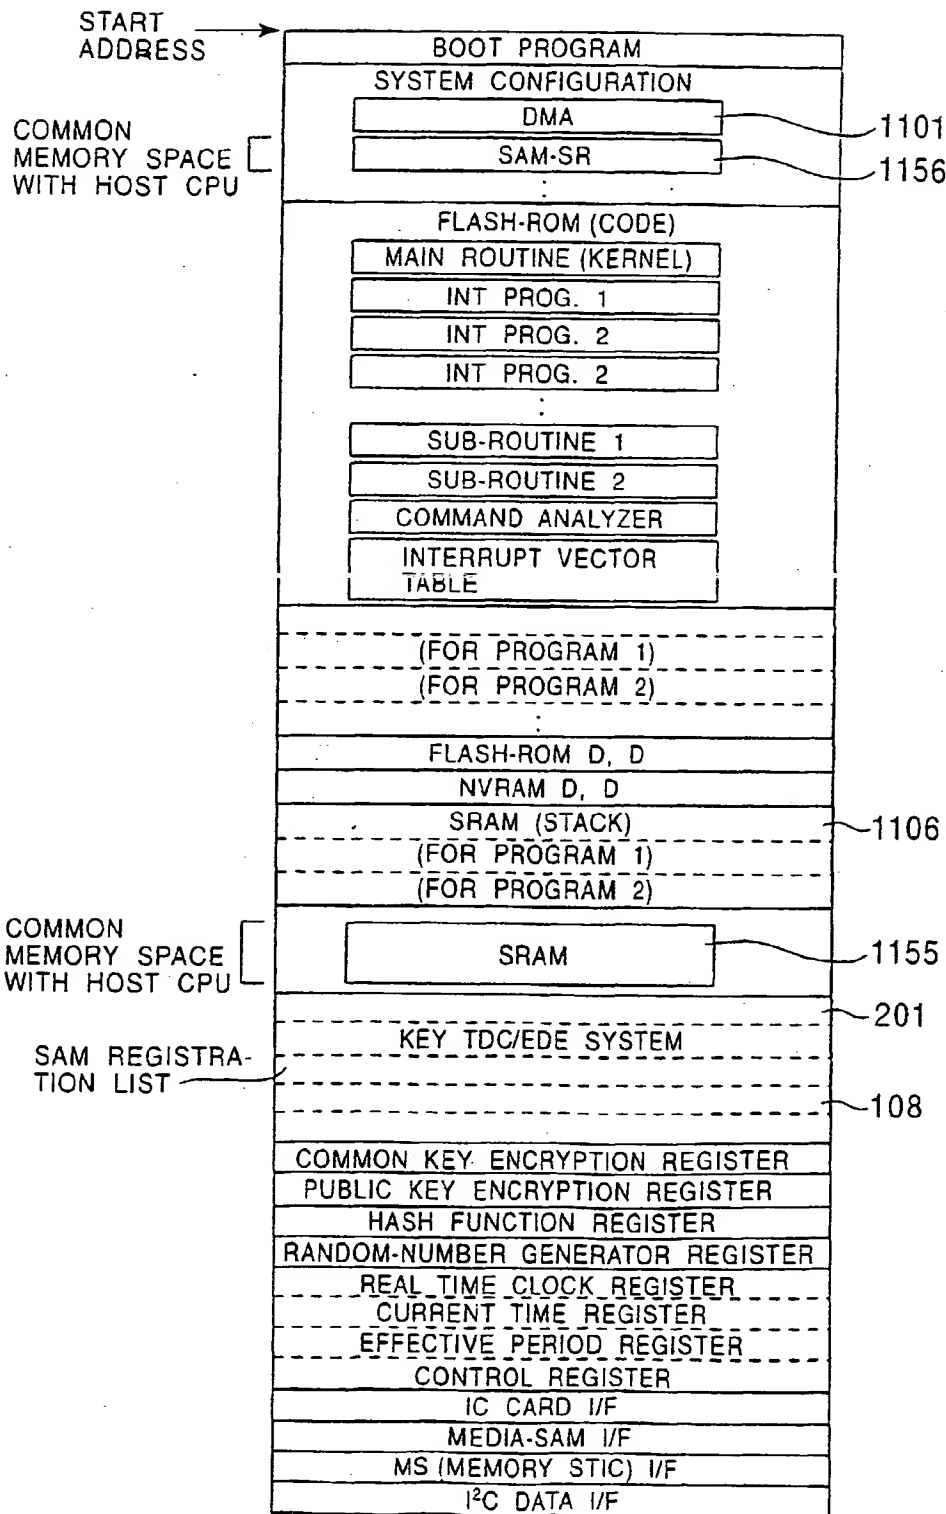 START
ADDRESS
BOOT PROGRAM
SYSTEM CONFIGURATION
DMA
1101
COMMON
MEMORY SPACE
WITH HOST CPU
SAM-SR
1156
FLASH-ROM (CODE)
MAIN ROUTINE (KERNEL)
INT PROG. 1
INT PROG. 2
INT PROG. 2
SUB-ROUTINE 1
SUB-ROUTINE 2
COMMAND ANALYZER
INTERRUPT VECTOR
TABLE
(FOR PROGRAM 1)
(FOR PROGRAM 2)
FLASH-ROM D, D
NVRAM D, D
SRAM (STACK)
1106
(FOR PROGRAM 1)
(FOR PROGRAM 2)
COMMON
MEMORY SPACE
WITH HOST CPU
SRAM
1155
201
KEY TDC/EDE SYSTEM
SAM REGISTRA-
TION LIST
108
COMMON KEY ENCRYPTION REGISTER
PUBLIC KEY ENCRYPTION REGISTER
HASH FUNCTION REGISTER
RANDOM-NUMBER GENERATOR REGISTER
REAL TIME CLOCK REGISTER
CURRENT TIME REGISTER
EFFECTIVE PERIOD REGISTER
CONTROL REGISTER
IC CARD I/F
MEDIA-SAM I/F
MS (MEMORY STIC) I/F
I²C DATA I/F